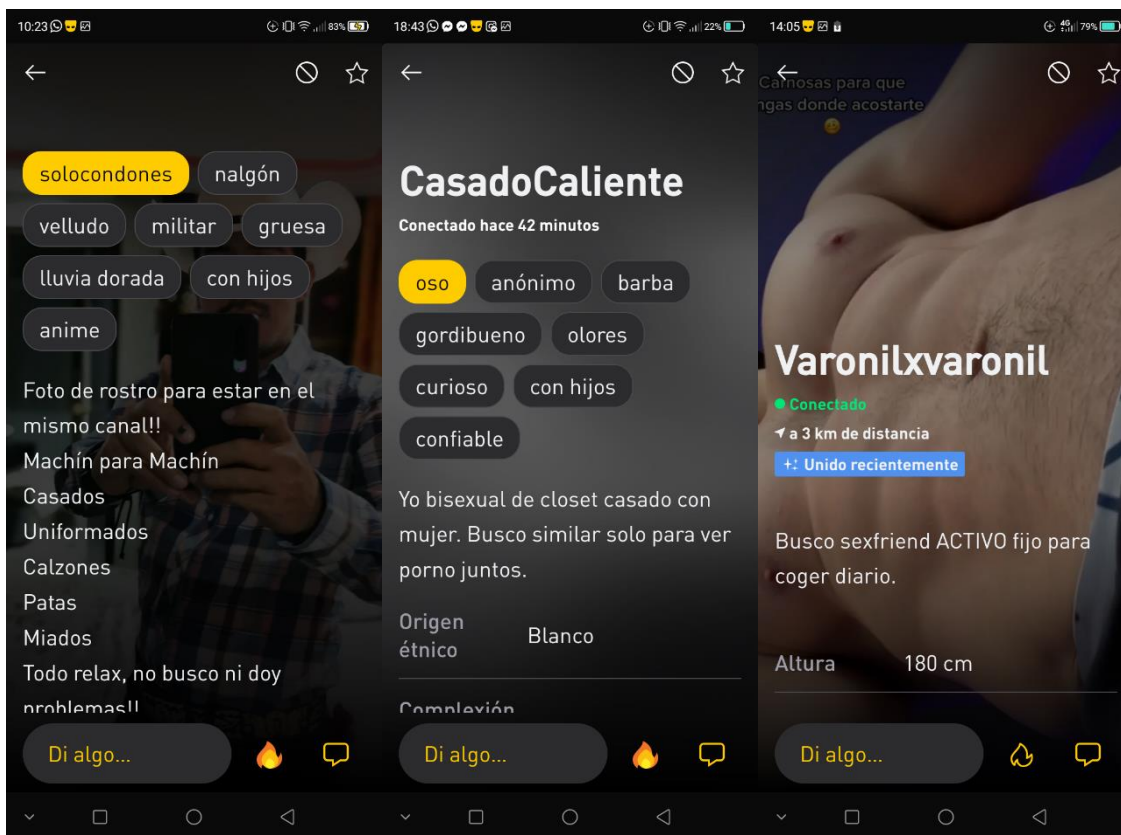 10:23
83%
solocondones
nalgón
velludo
militar
gruesa
lluvia dorada
con hijos
anime
Foto de rostro para estar en el
mismo canal!!
Machín para Machín
Casados
Uniformados
Calzones
Patas
Miados
Todo relax, no busco ni doy
problemas!!
Di algo...
18:43
22%
CasadoCaliente
Conectado hace 42 minutos
oso
anónimo
barba
gordibueno
olores
curioso
con hijos
confiable
Yo bisexual de closet casado con
mujer. Busco similar solo para ver
porno juntos.
Origen
étnico
Blanco
Complexión
Di algo...
14:05
4G
79%
Carnosas para que
ngas donde acostarte
Varonilxvaronil
Conectado
a 3 km de distancia
Unido recientemente
Busco sexfriend ACTIVO fijo para
coger diario.
Altura
180 cm
Di algo...